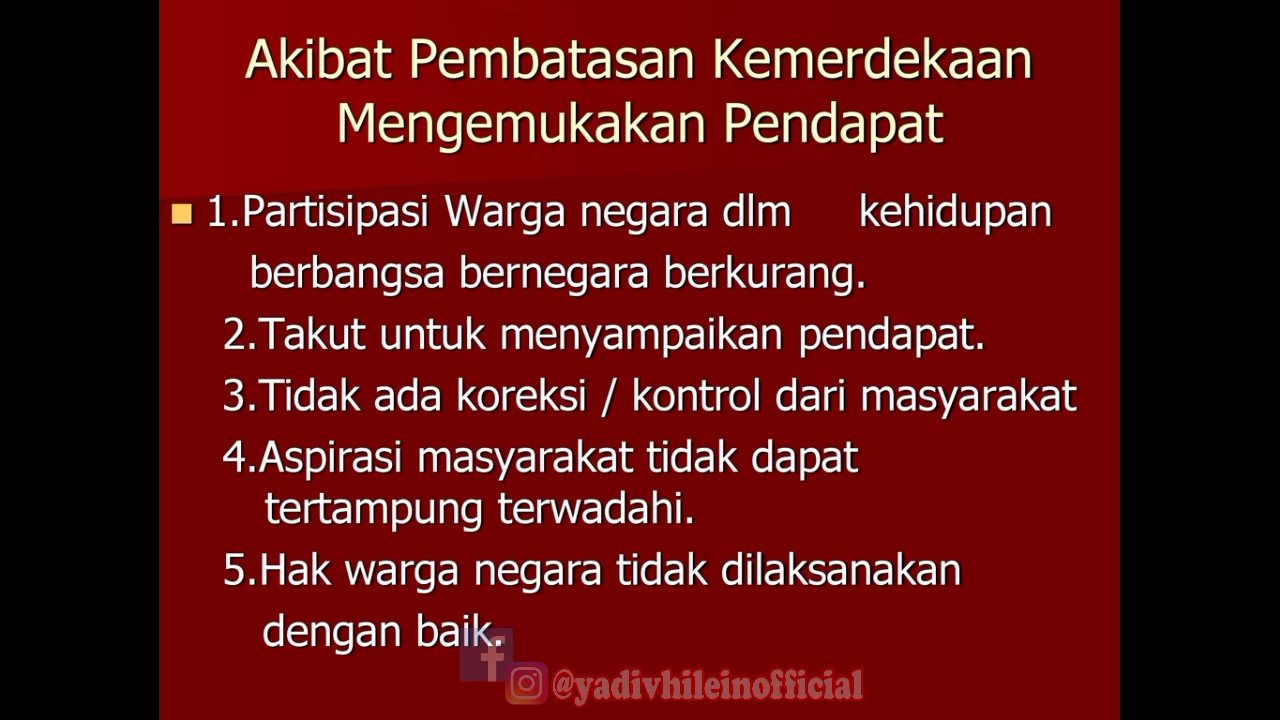 Akibat Pembatasan Kemerdekaan
Mengemukakan Pendapat
1.Partisipasi Warga negara dlm kehidupan
berbangsa bernegara berkurang.
2.Takut untuk menyampaikan pendapat.
3.Tidak ada koreksi / kontrol dari masyarakat
4.Aspirasi masyarakat tidak dapat
tertampung terwadahi.
5.Hak warga negara tidak dilaksanakan
dengan baik.
@yadivhileinofficial